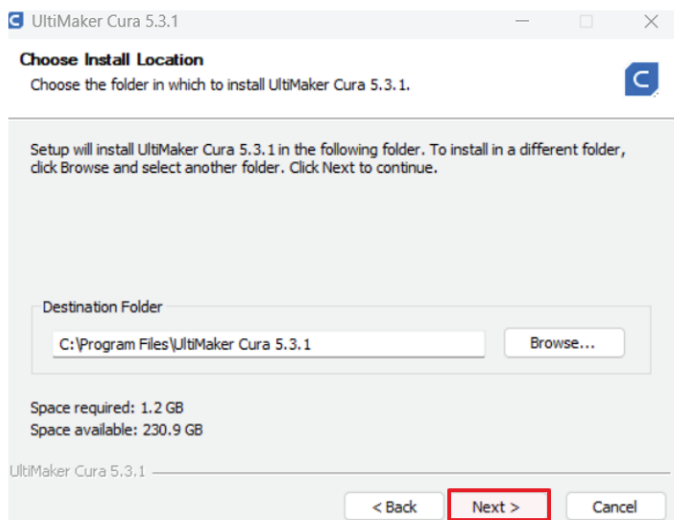 UltiMaker Cura 5.3.1
Choose Install Location
Choose the folder in which to install UltiMaker Cura 5.3.1.
Setup will install UltiMaker Cura 5.3.1 in the following folder. To install in a different folder,
click Browse and select another folder. Click Next to continue.
Destination Folder
C:\Program Files\UltiMaker Cura 5.3.1
Browse...
Space required: 1.2 GB
Space available: 230.9 GB
UltiMaker Cura 5.3.1
< Back
Next >
Cancel